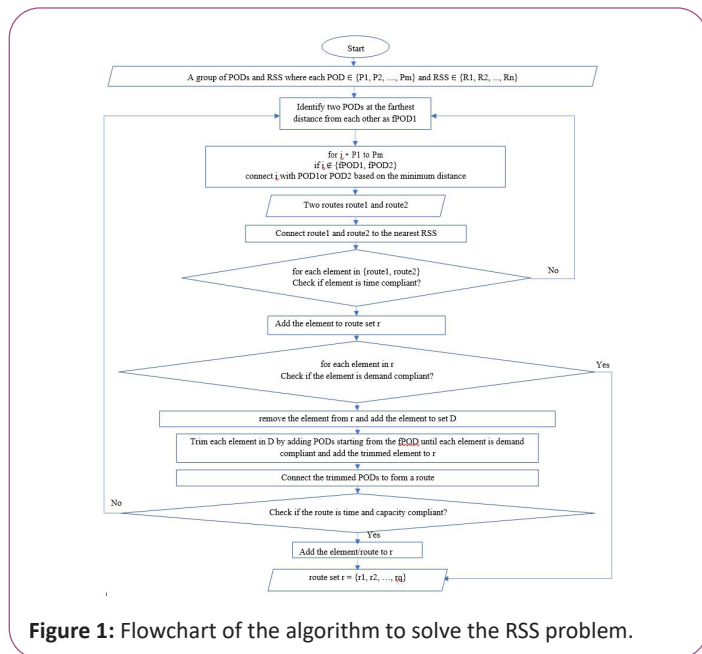 Start
A group of PODs and RSS where each POD ∈ {P1, P2, ...., Pm} and RSS ∈ {R1, R2, ..., Rn}
Identify two PODs at the farthest
distance from each other as fPOD1
for i + P1 to Pm
if i ∉ {fPOD1, fPOD2}
connect i with POD1or POD2 based on the minimum distance
Two routes route1 and route2
Connect route1 and route2 to the nearest RSS
for each element in {route1, route2}
Check if element is time compliant?
No
Add the element to route set r
for each element in r
Check if the element is demand compliant?
Yes
remove the element from r and add the element to set D
Trim each element in D by adding PODs starting from the fPOD until each element is demand
compliant and add the trimmed element to r
Connect the trimmed PODs to form a route
No
Check if the route is time and capacity compliant?
Yes
Add the element/route to r
route set r = {r1, r2, …, rq}
Figure 1: Flowchart of the algorithm to solve the RSS problem.